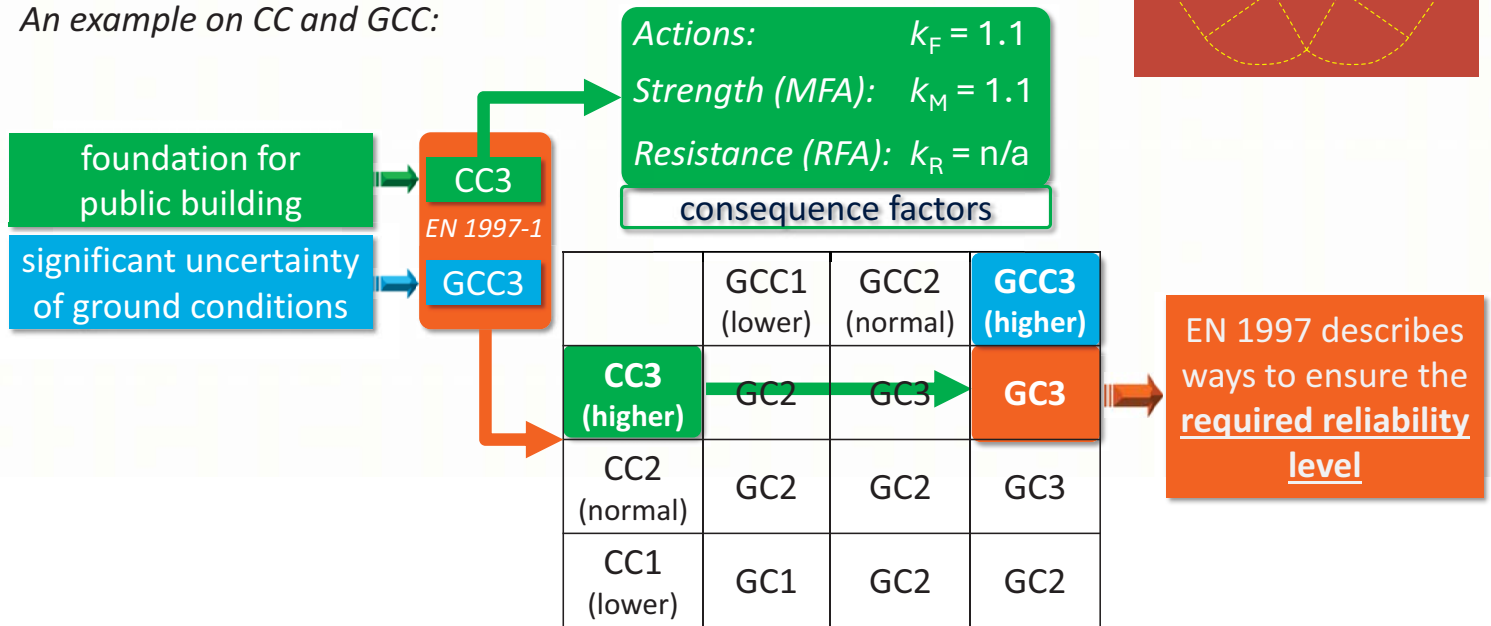 An example on CC and GCC:
Actions: kF = 1.1
Strength (MFA): kM = 1.1
Resistance (RFA): kR = n/a
consequence factors
foundation for
public building
CC3
EN 1997-1
significant uncertainty
of ground conditions
GCC3
GCC1
(lower)
GCC2
(normal)
GCC3
(higher)
CC3
(higher)
GC2
GC3
GC3
CC2
(normal)
GC2
GC2
GC3
CC1
(lower)
GC1
GC2
GC2
EN 1997 describes
ways to ensure the
required reliability
level